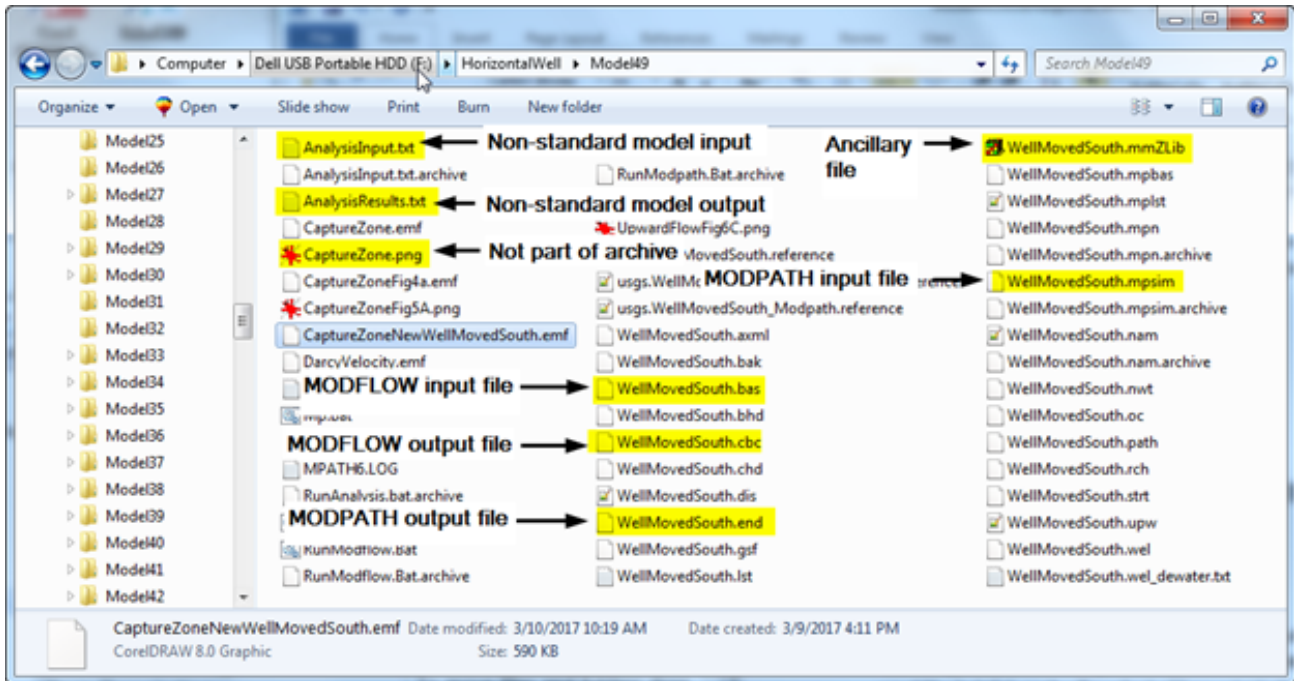 Computer ▸ Dell USB Portable HDD (F:) ▸ HorizontalWell ▸ Model49
Search Model49
Organize Open Slide show Print Burn New folder
Model25
Model26
Model27
Model28
Model29
Model30
Model31
Model32
Model33
Model34
Model35
Model36
Model37
Model38
Model39
Model40
Model41
Model42
AnalysisInput.txt Non-standard model input
AnalysisInput.txt.archive
AnalysisResults.txt Non-standard model output
CaptureZone.emf
CaptureZone.png Not part of archive
CaptureZoneFig4a.emf
CaptureZoneFig5A.png
CaptureZoneNewWellMovedSouth.emf
DarcyVelocity.emf
MODFLOW input file
MODFLOW output file
MPATH6.LOG
RunAnalysis.bat.archive
MODPATH output file
RunModflow.Bat
RunModflow.Bat.archive
RunModpath.Bat.archive
UpwardFlowFig6C.png
MovedSouth.reference
usgs.WellMo MODPATH input file
usgs.WellMovedSouth_Modpath.reference
WellMovedSouth.axml
WellMovedSouth.bak
WellMovedSouth.bas
WellMovedSouth.bhd
WellMovedSouth.cbc
WellMovedSouth.chd
WellMovedSouth.dis
WellMovedSouth.end
WellMovedSouth.gsf
WellMovedSouth.lst
Ancillary
file
WellMovedSouth.mmZLib
WellMovedSouth.mpbas
WellMovedSouth.mplst
WellMovedSouth.mpn
WellMovedSouth.mpn.archive
WellMovedSouth.mpsim
WellMovedSouth.mpsim.archive
WellMovedSouth.nam
WellMovedSouth.nam.archive
WellMovedSouth.nwt
WellMovedSouth.oc
WellMovedSouth.path
WellMovedSouth.rch
WellMovedSouth.strt
WellMovedSouth.upw
WellMovedSouth.wel
WellMovedSouth.wel_dewater.txt
CaptureZoneNewWellMovedSouth.emf Date modified: 3/10/2017 10:19 AM Date created: 3/9/2017 4:11 PM
CorelDRAW 8.0 Graphic Size: 590 KB